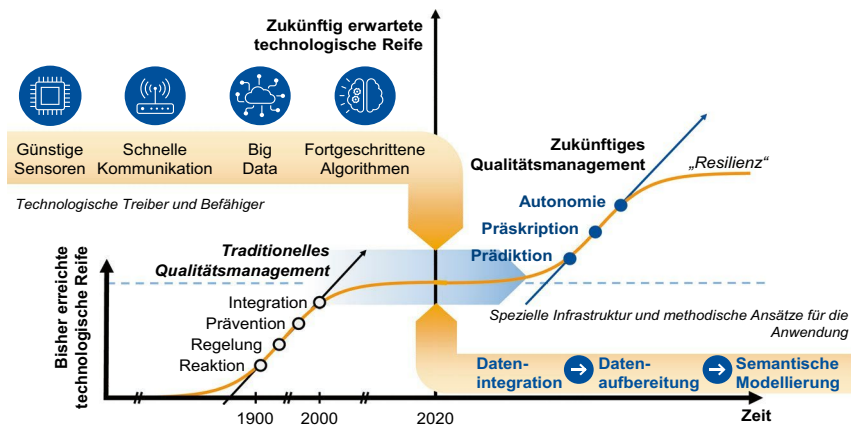 Zukünftig erwartete
technologische Reife
Günstige
Sensoren
Schnelle
Kommunikation
Big
Data
Fortgeschrittene
Algorithmen
Technologische Treiber und Befähiger
Zukünftiges
Qualitätsmanagement
„Resilienz“
Autonomie
Präskription
Prädiktion
Traditionelles
Qualitätsmanagement
Bisher erreichte
technologische Reife
Integration
Prävention
Regelung
Reaktion
Spezielle Infrastruktur und methodische Ansätze für die
Anwendung
Daten-
integration
Daten-
aufbereitung
Semantische
Modellierung
1900
2000
2020
Zeit